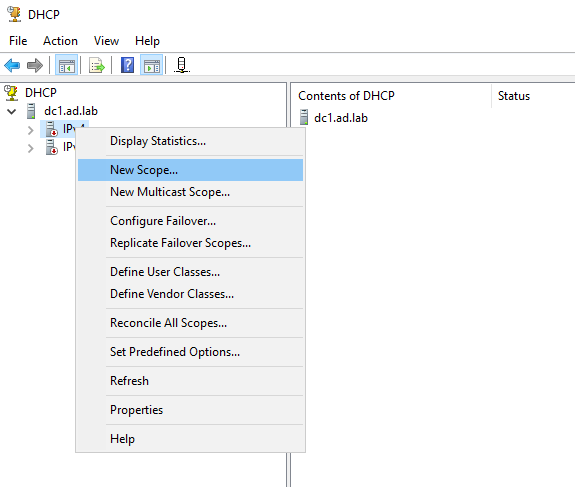 DHCP
File Action View Help
DHCP
Contents of DHCP Status
dc1.ad.lab
dc1.ad.lab
IPv4
IPv
Display Statistics...
New Scope...
New Multicast Scope...
Configure Failover...
Replicate Failover Scopes...
Define User Classes...
Define Vendor Classes...
Reconcile All Scopes...
Set Predefined Options...
Refresh
Properties
Help